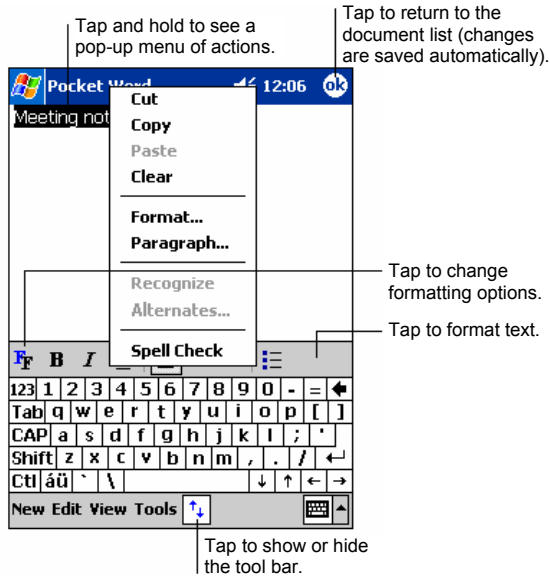 Tap and hold to see a
pop-up menu of actions.
Tap to return to the
document list (changes
are saved automatically).
Pocket Word 12:06 ok
Meeting not
Cut
Copy
Paste
Clear
Format...
Paragraph...
Recognize
Alternates...
Spell Check
Tap to change
formatting options.
Tap to format text.
FF B I
123 1 2 3 4 5 6 7 8 9 0 - =
Tab q w e r t y u i o p [ ]
CAP a s d f g h j k l ; '
Shift z x c v b n m , . /
Ctl áü ` \ ↓ ↑ ← →
New Edit View Tools
Tap to show or hide
the tool bar.